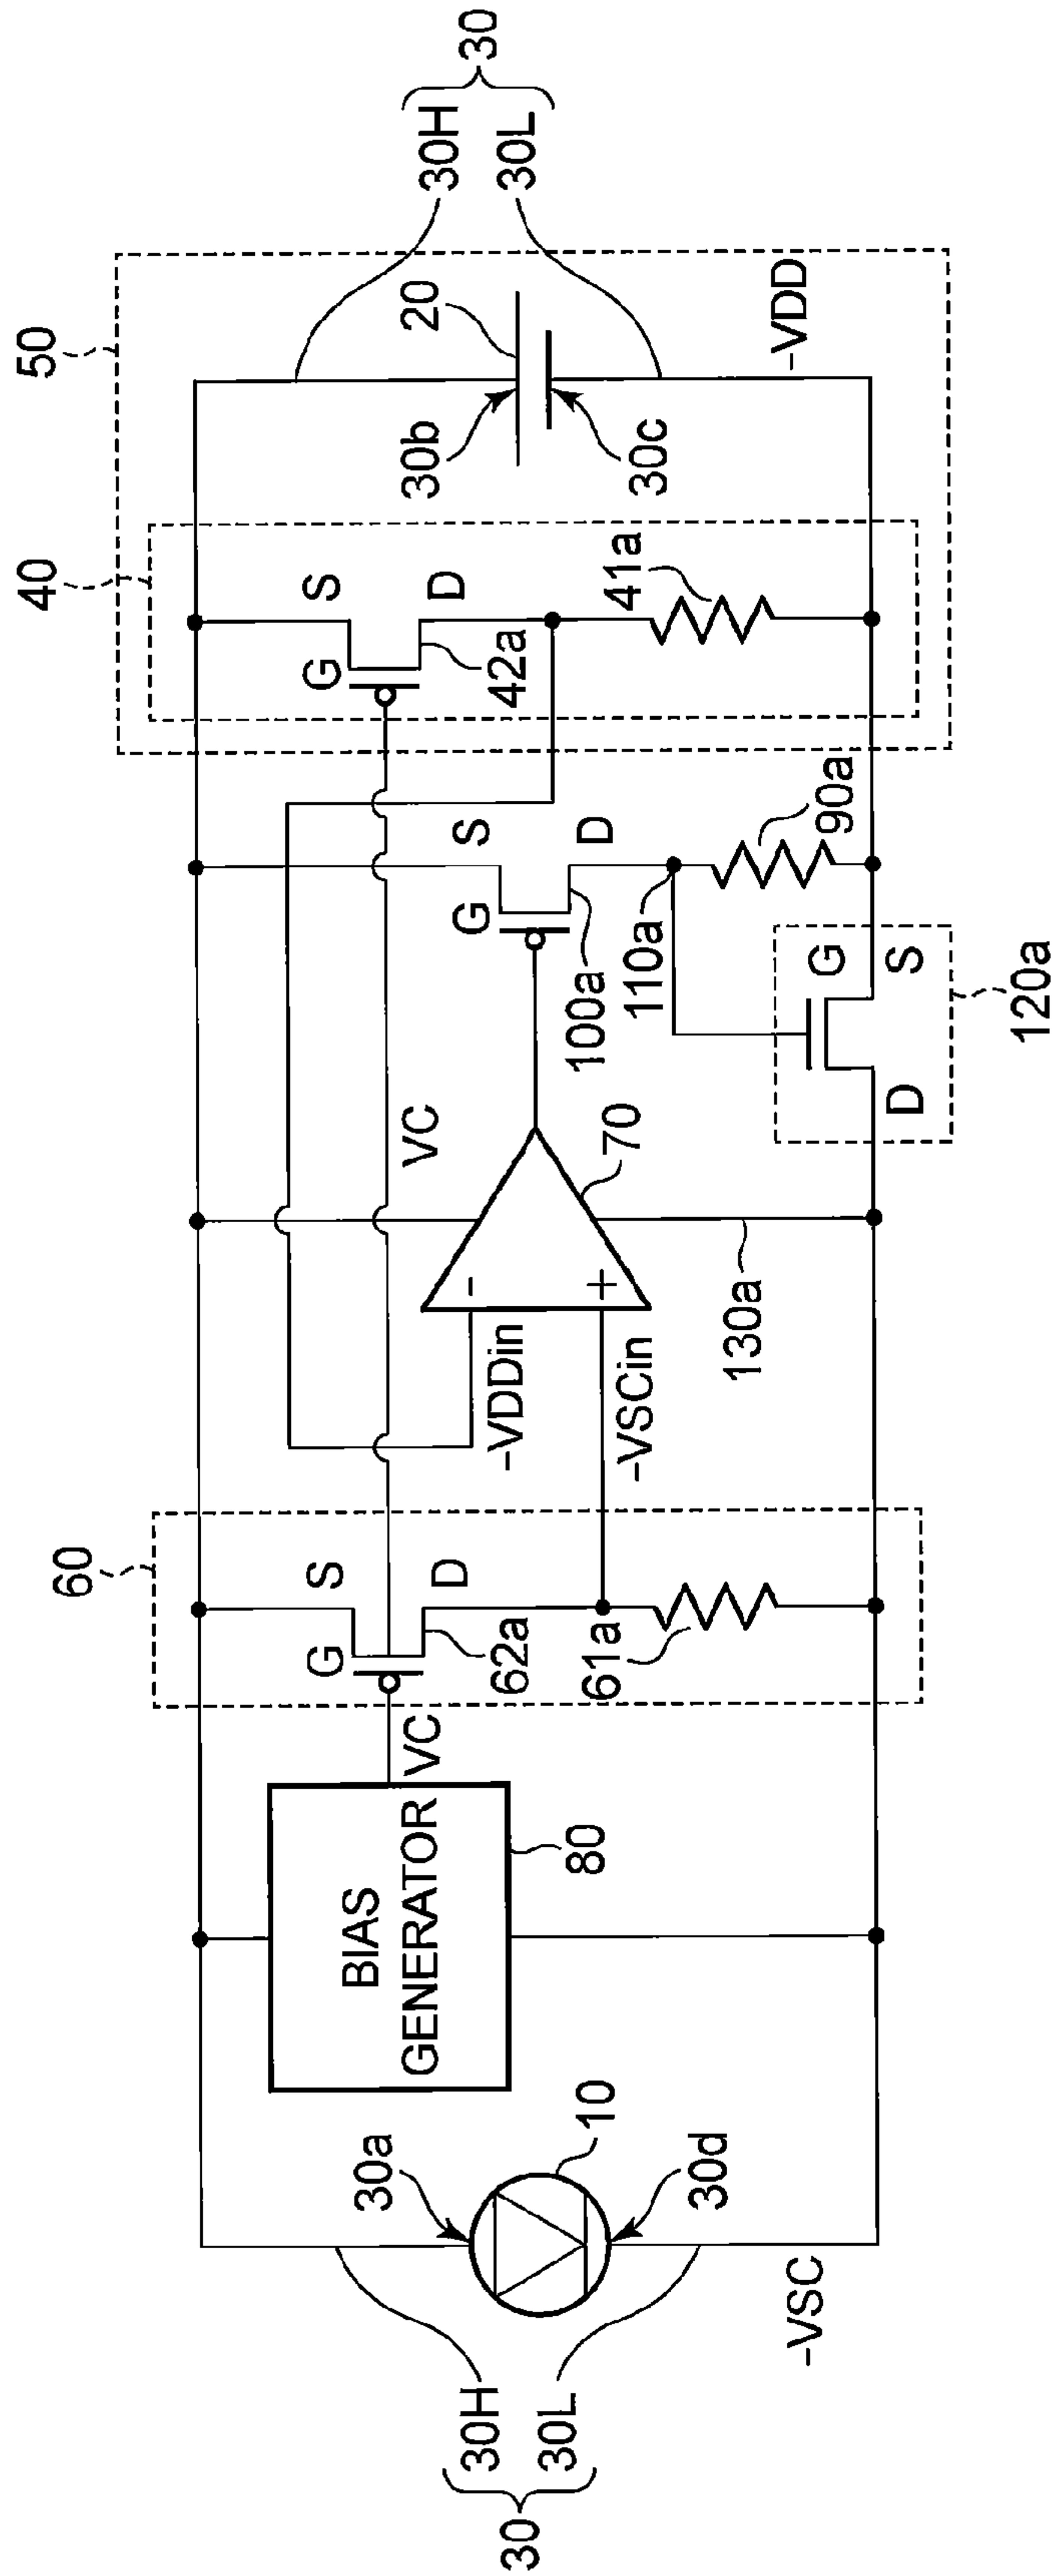 30
30H
30L
50
20
30b
30c
-VDD
40
S
G
D
42a
41a
S
G
D
100a
110a
90a
G
S
D
120a
VC
70
-
+
130a
-VDDin
-VSCin
60
S
G
D
62a
61a
VC
BIAS
GENERATOR
80
30a
10
30d
-VSC
30H
30L
30